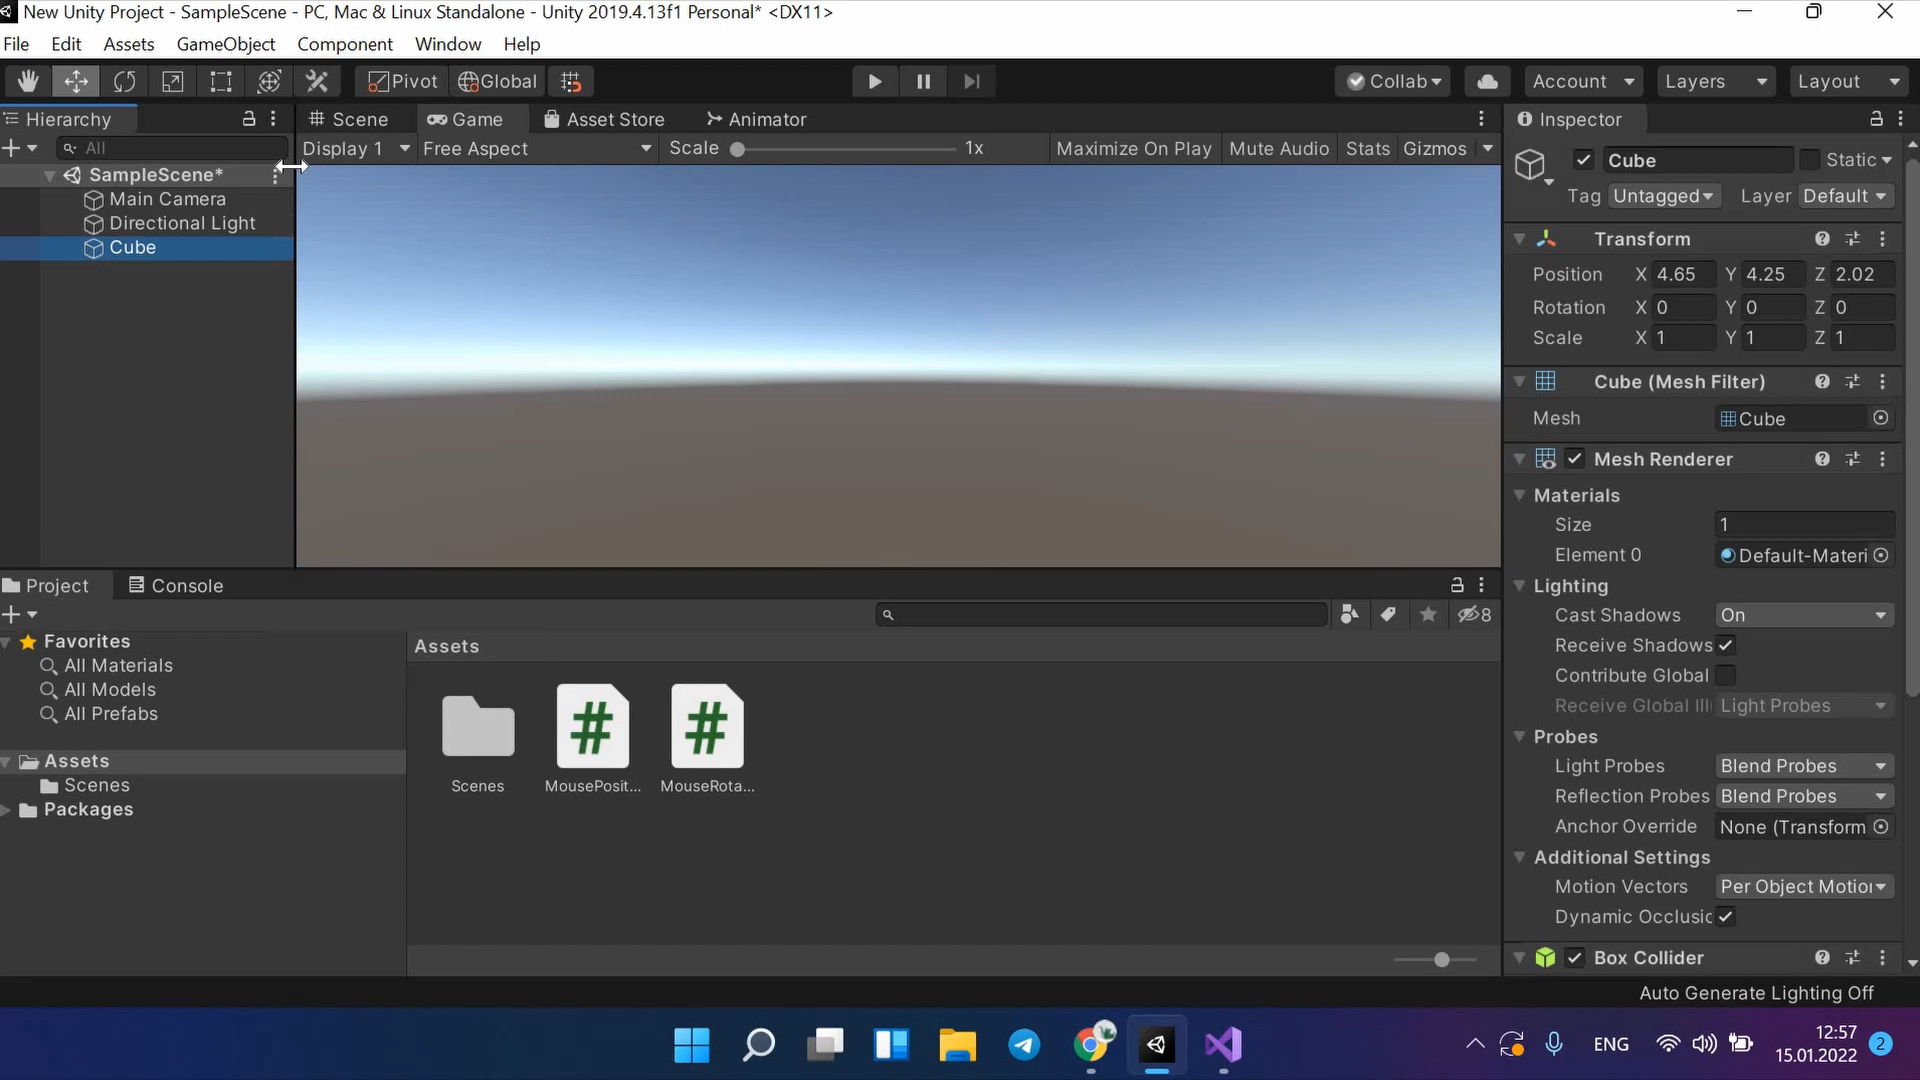 New Unity Project - SampleScene - PC, Mac & Linux Standalone - Unity 2019.4.13f1 Personal* <DX11>
File Edit Assets GameObject Component Window Help
Pivot Global Collab Account Layers Layout
Hierarchy
All
SampleScene*
Main Camera
Directional Light
Cube
Scene Game Asset Store Animator
Display 1 Free Aspect Scale 1x Maximize On Play Mute Audio Stats Gizmos
Inspector
Cube Static
Tag Untagged Layer Default
Transform
Position X 4.65 Y 4.25 Z 2.02
Rotation X 0 Y 0 Z 0
Scale X 1 Y 1 Z 1
Cube (Mesh Filter)
Mesh Cube
Mesh Renderer
Materials
Size 1
Element 0 Default-Materi
Lighting
Cast Shadows On
Receive Shadows
Contribute Global
Receive Global Ill Light Probes
Probes
Light Probes Blend Probes
Reflection Probes Blend Probes
Anchor Override None (Transform
Additional Settings
Motion Vectors Per Object Motion
Dynamic Occlusic
Box Collider
Project Console
8
Favorites
All Materials
All Models
All Prefabs
Assets
Scenes
Packages
Assets
Scenes MousePosit... MouseRota...
Auto Generate Lighting Off
ENG
12:57
15.01.2022
2